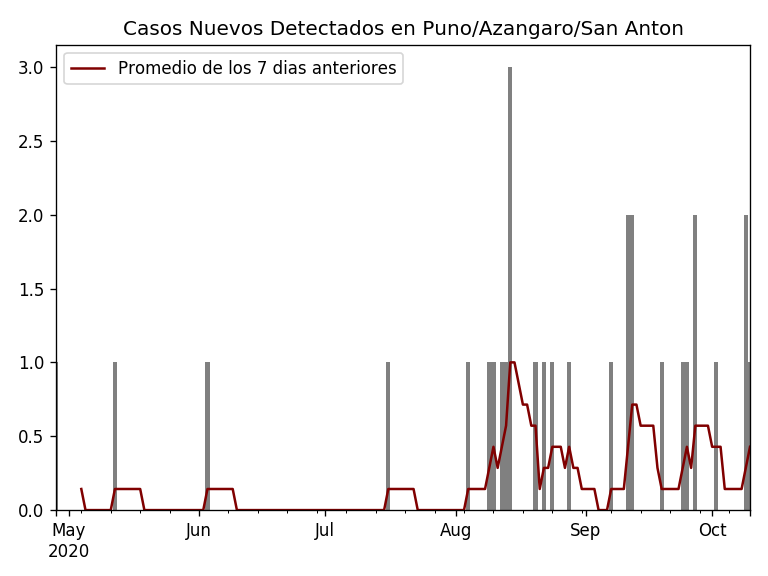 Casos Nuevos Detectados en Puno/Azangaro/San Anton
Promedio de los 7 dias anteriores
3.0
2.5
2.0
1.5
1.0
0.5
0.0
May Jun Jul Aug Sep Oct
2020